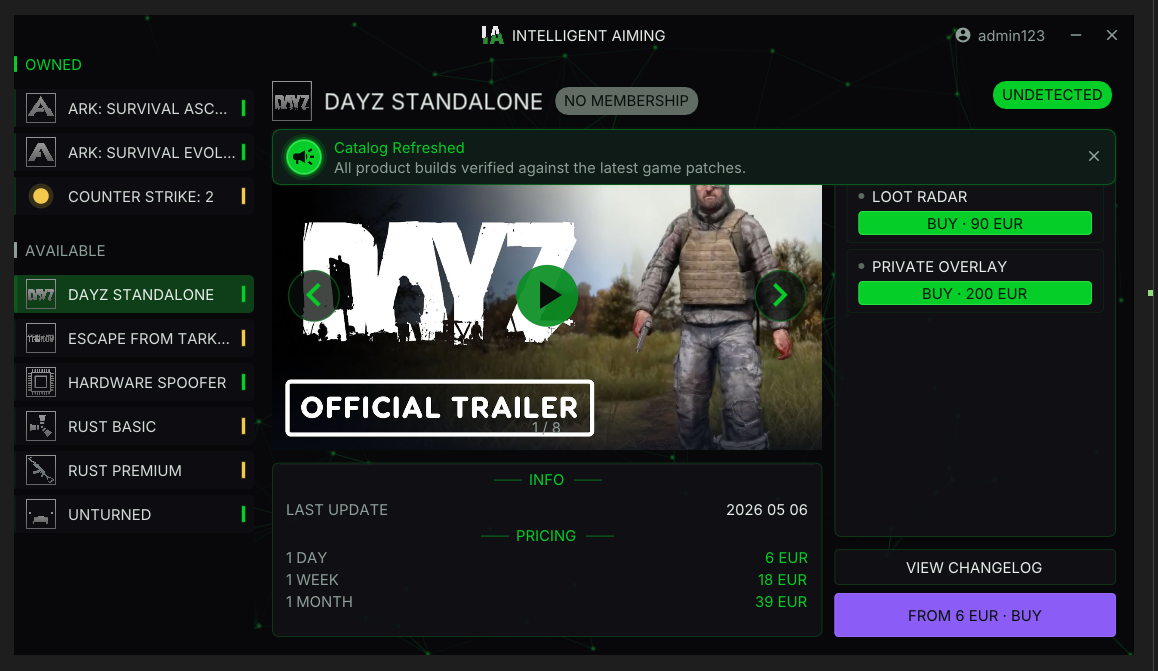 IA INTELLIGENT AIMING
admin123
OWNED
ARK: SURVIVAL ASC...
ARK: SURVIVAL EVOL...
COUNTER STRIKE: 2
AVAILABLE
DAYZ STANDALONE
ESCAPE FROM TARK...
HARDWARE SPOOFER
RUST BASIC
RUST PREMIUM
UNTURNED
DAYZ
DAYZ STANDALONE
NO MEMBERSHIP
UNDETECTED
Catalog Refreshed
All product builds verified against the latest game patches.
DAYZ
OFFICIAL TRAILER
1 / 8
INFO
LAST UPDATE 2026 05 06
PRICING
1 DAY 6 EUR
1 WEEK 18 EUR
1 MONTH 39 EUR
LOOT RADAR
BUY · 90 EUR
PRIVATE OVERLAY
BUY · 200 EUR
VIEW CHANGELOG
FROM 6 EUR · BUY